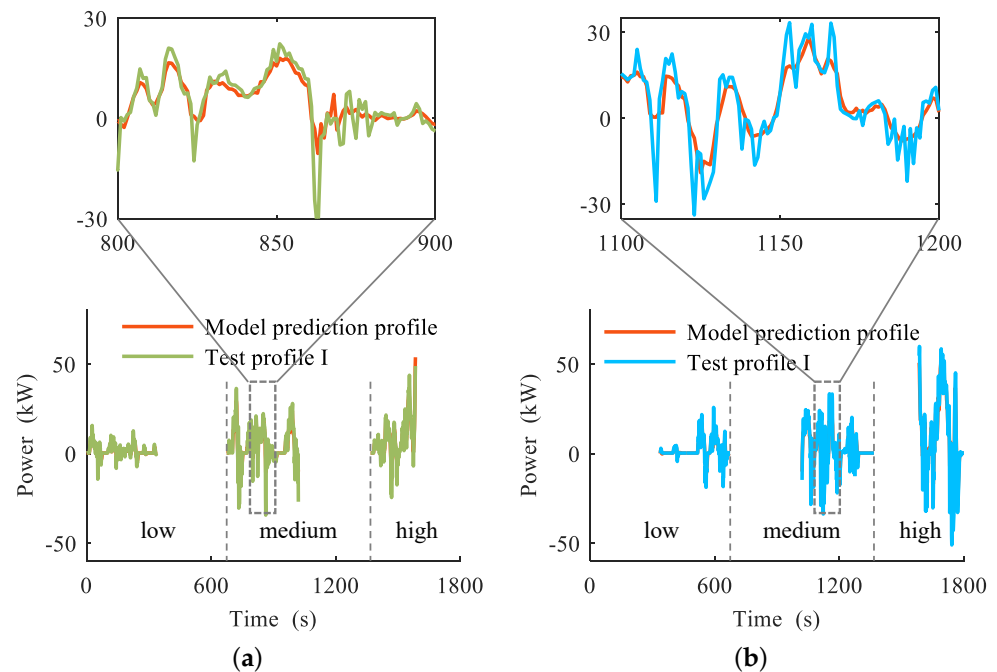 30
0
-30
800
850
900
30
0
-30
1100
1150
1200
Model prediction profile
Test profile I
50
0
-50
Power (kW)
low
medium
high
0
600
1200
1800
Time (s)
(a)
Model prediction profile
Test profile I
50
0
-50
Power (kW)
low
medium
high
0
600
1200
1800
Time (s)
(b)